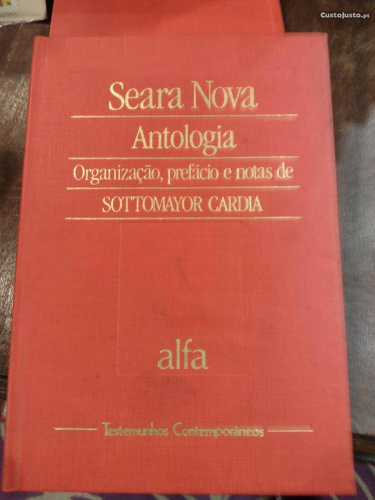 CustoJusto.pt
Seara Nova
Antologia
Organização, prefácio e notas de
SOTTOMAYOR CARDIA
alfa
Testemunhos Contemporâneos